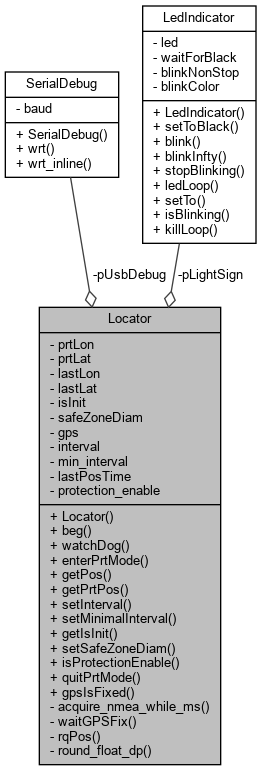 LedIndicator
- led
- waitForBlack
- blinkNonStop
- blinkColor
+ LedIndicator()
+ setToBlack()
+ blink()
+ blinkInfty()
+ stopBlinking()
+ ledLoop()
+ setTo()
+ isBlinking()
+ killLoop()
SerialDebug
- baud
+ SerialDebug()
+ wrt()
+ wrt_inline()
-pUsbDebug
-pLightSign
Locator
- prtLon
- prtLat
- lastLon
- lastLat
- isInit
- safeZoneDiam
- gps
- interval
- min_interval
- lastPosTime
- protection_enable
+ Locator()
+ beg()
+ watchDog()
+ enterPrtMode()
+ getPos()
+ getPrtPos()
+ setInterval()
+ setMinimalInterval()
+ getIsInit()
+ setSafeZoneDiam()
+ isProtectionEnable()
+ quitPrtMode()
+ gpsIsFixed()
- acquire_nmea_while_ms()
- waitGPSFix()
- rqPos()
- round_float_dp()